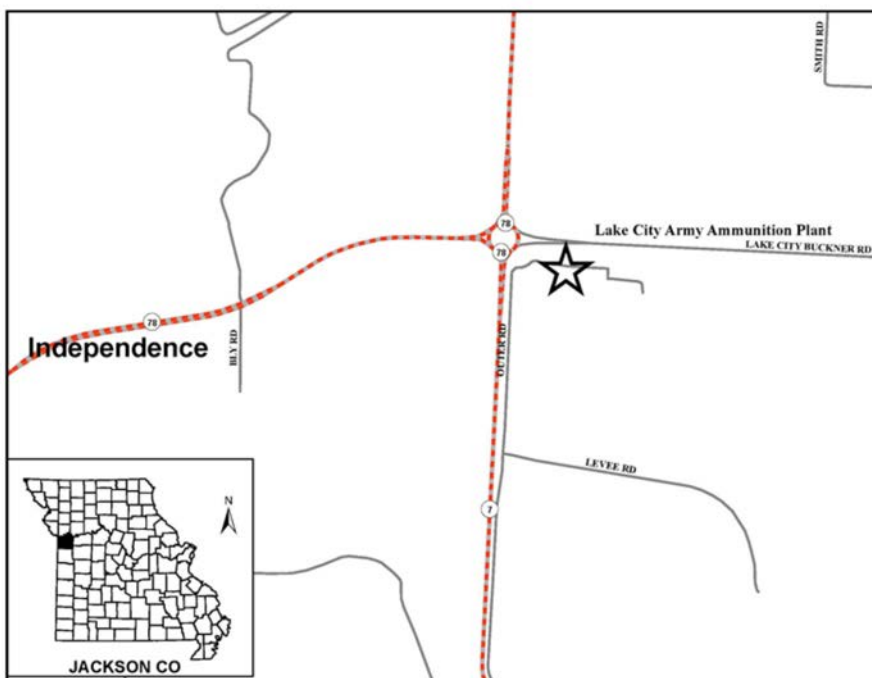 SMITH RD
78
Lake City Army Ammunition Plant
LAKE CITY BUCKNER RD
78
78
Independence
BLY RD
OUTER RD
LEVEE RD
7
N
JACKSON CO